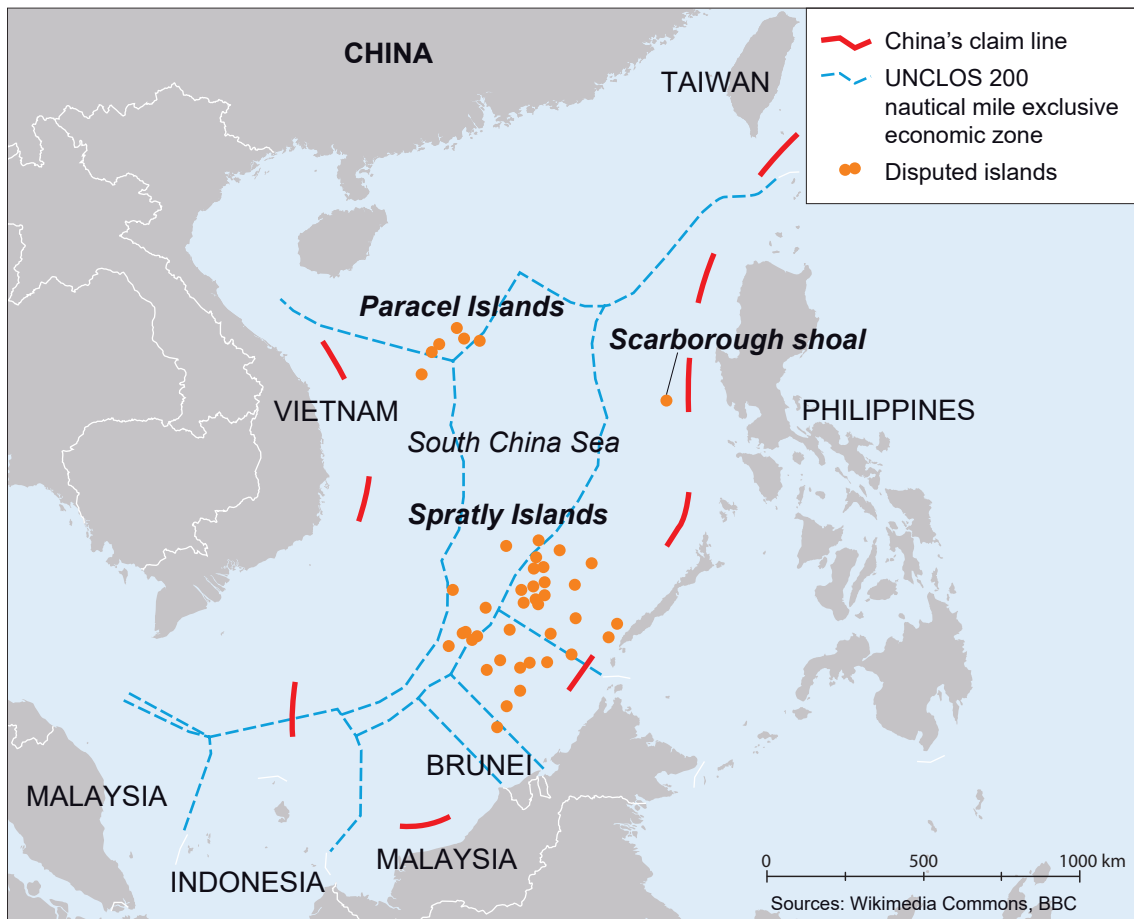 CHINA
TAIWAN
China’s claim line
UNCLOS 200
nautical mile exclusive
economic zone
Disputed islands
Paracel Islands
Scarborough shoal
VIETNAM
PHILIPPINES
South China Sea
Spratly Islands
BRUNEI
MALAYSIA
MALAYSIA
INDONESIA
0 500 1000 km
Sources: Wikimedia Commons, BBC